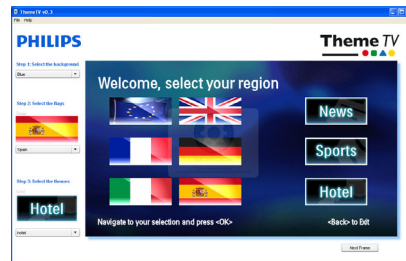 ThemeTV v0.3
File Help
PHILIPS
Theme TV
Step 1: Select the background
Blue
Step 2: Select the flags
Spain
Step 3: Select the themes
Hotel
Hotel
Welcome, select your region
News
Sports
Hotel
Navigate to your selection and press <OK>
<Back> to Exit
Next Frame